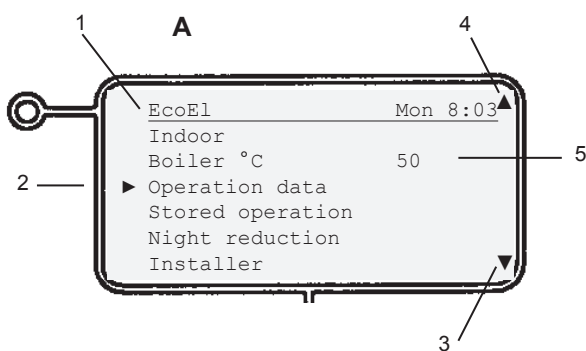 1 A 4
EcoEl Mon 8:03 ▲
Indoor
Boiler °C 50 5
2 ► Operation data
Stored operation
Night reduction
Installer ▼
3